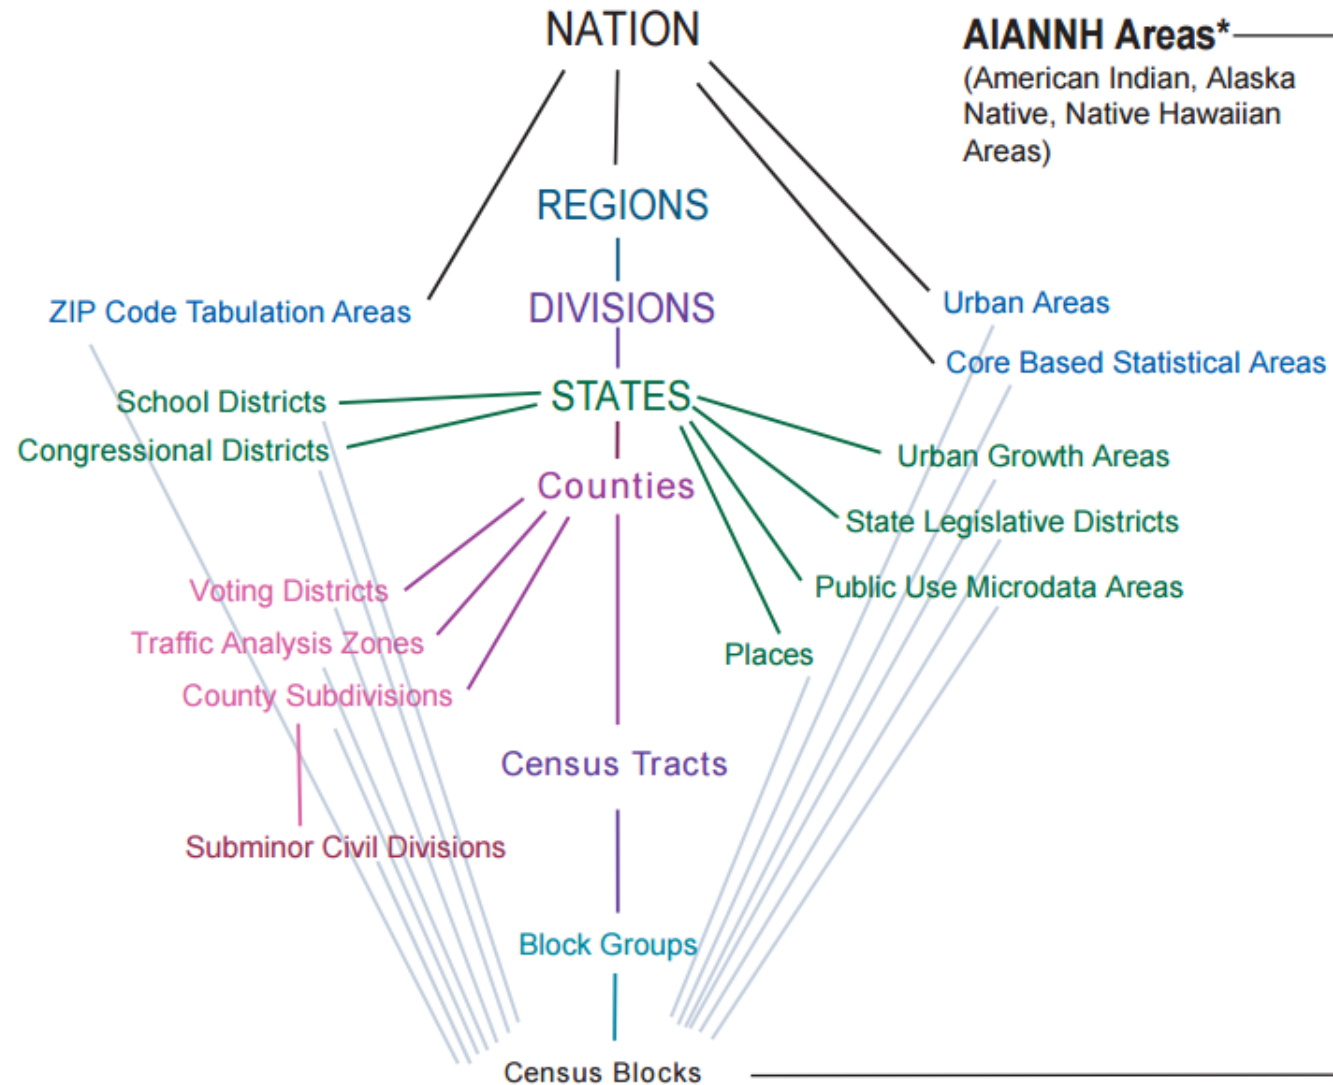 NATION
AIANNH Areas*
(American Indian, Alaska
Native, Native Hawaiian
Areas)
REGIONS
ZIP Code Tabulation Areas
DIVISIONS
Urban Areas
Core Based Statistical Areas
School Districts
STATES
Congressional Districts
Urban Growth Areas
Counties
State Legislative Districts
Voting Districts
Public Use Microdata Areas
Traffic Analysis Zones
Places
County Subdivisions
Census Tracts
Subminor Civil Divisions
Block Groups
Census Blocks